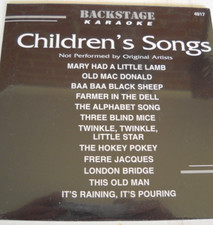 BACKSTAGE
KARAOKE
4517
Children's Songs
Not Performed by Original Artists
MARY HAD A LITTLE LAMB
OLD MAC DONALD
BAA BAA BLACK SHEEP
FARMER IN THE DELL
THE ALPHABET SONG
THREE BLIND MICE
TWINKLE, TWINKLE,
LITTLE STAR
THE HOKEY POKEY
FRERE JACQUES
LONDON BRIDGE
THIS OLD MAN
IT'S RAINING, IT'S POURING